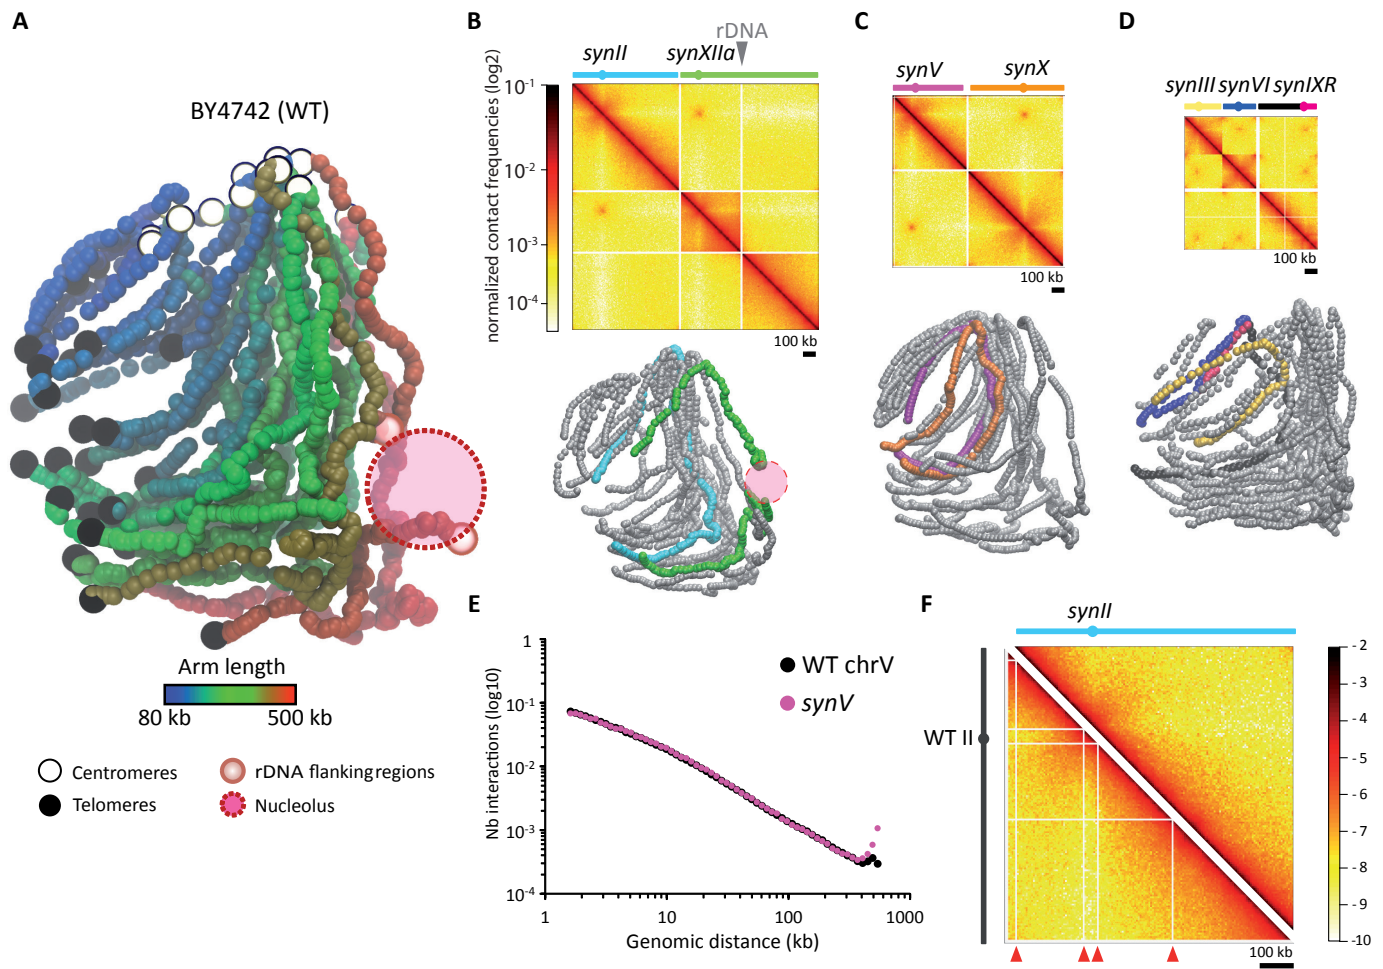 A
BY4742 (WT)
Arm length
80 kb
500 kb
Centromeres
Telomeres
rDNA flankingregions
Nucleolus
B
rDNA
synII
synXIIa
normalized contact frequencies (log2)
10-1
10-2
10-3
10-4
100 kb
C
synV
synX
100 kb
D
synIII synVI synIXR
100 kb
E
Nb interactions (log10)
1
10-1
10-2
10-3
10-4
WT chrV
synV
1
10
100
1000
Genomic distance (kb)
F
synII
WT II
- 2
- 3
- 4
- 5
- 6
- 7
- 8
- 9
- 10
100 kb